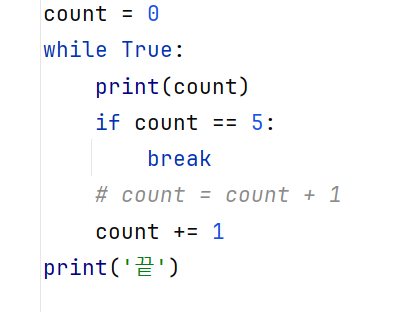 count = 0
while True:
    print(count)
    if count == 5:
        break
    # count = count + 1
    count += 1
print('끝')